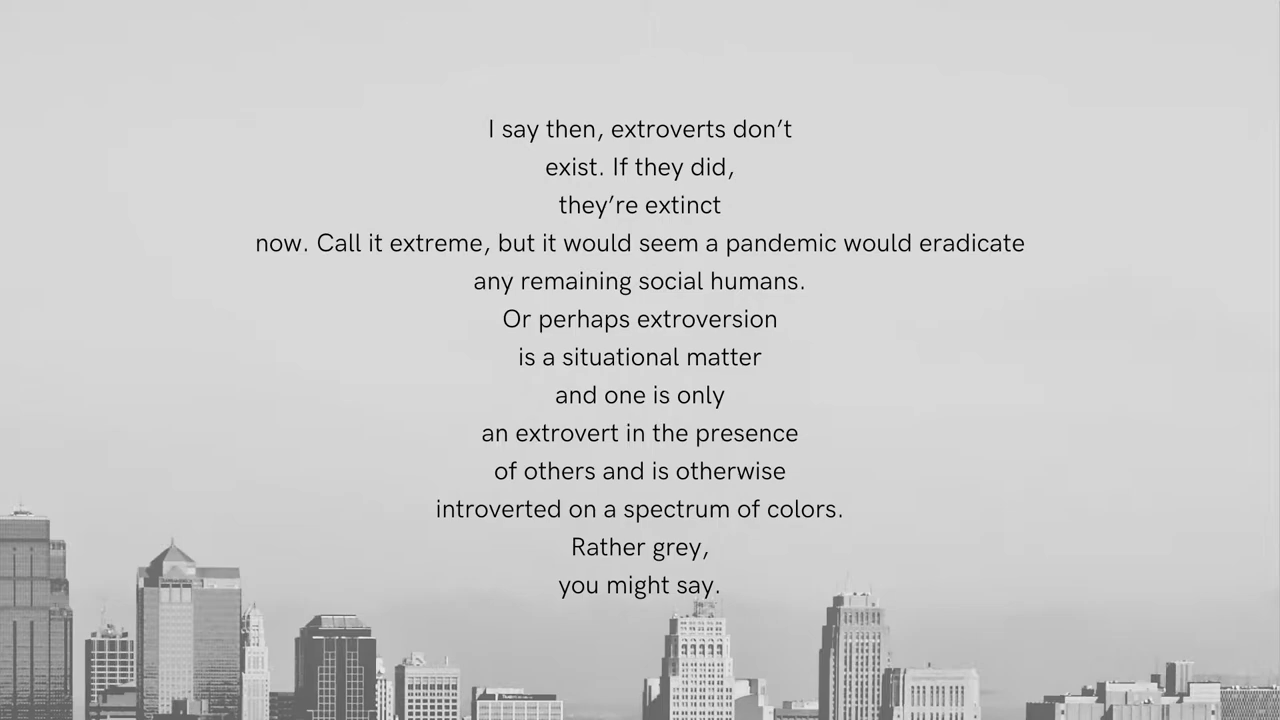 I say then, extroverts don’t
exist. If they did,
they’re extinct
now. Call it extreme, but it would seem a pandemic would eradicate
any remaining social humans.
Or perhaps extroversion
is a situational matter
and one is only
an extrovert in the presence
of others and is otherwise
introverted on a spectrum of colors.
Rather grey,
you might say.